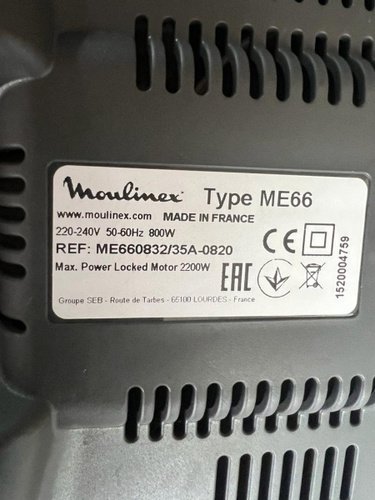 Moulinex Type ME66
www.moulinex.com MADE IN FRANCE
220-240V 50-60Hz 800W
REF: ME660832/35A-0820
Max. Power Locked Motor 2200W
CE
EAC
Groupe SEB - Route de Tarbes - 65100 LOURDES - France
1520004759